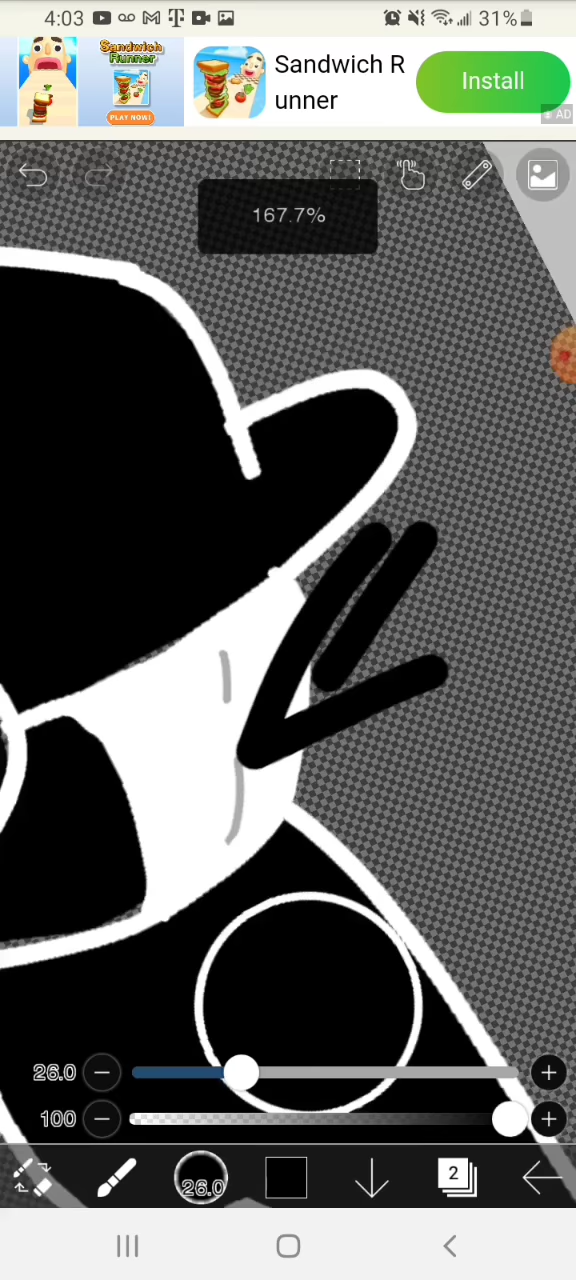 4:03
31%
Sandwich
Runner
PLAY NOW!
Sandwich R
unner
Install
AD
167.7%
26.0
100
26.0
2